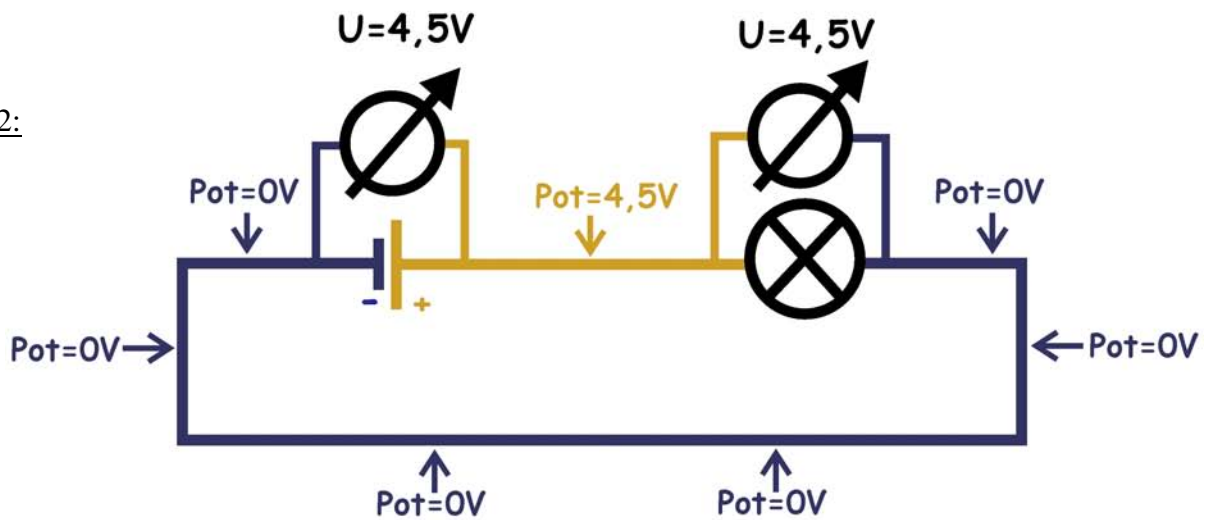 U=4,5V
U=4,5V
2:
Pot=0V
Pot=4,5V
Pot=0V
- +
Pot=0V
Pot=0V
Pot=0V
Pot=0V